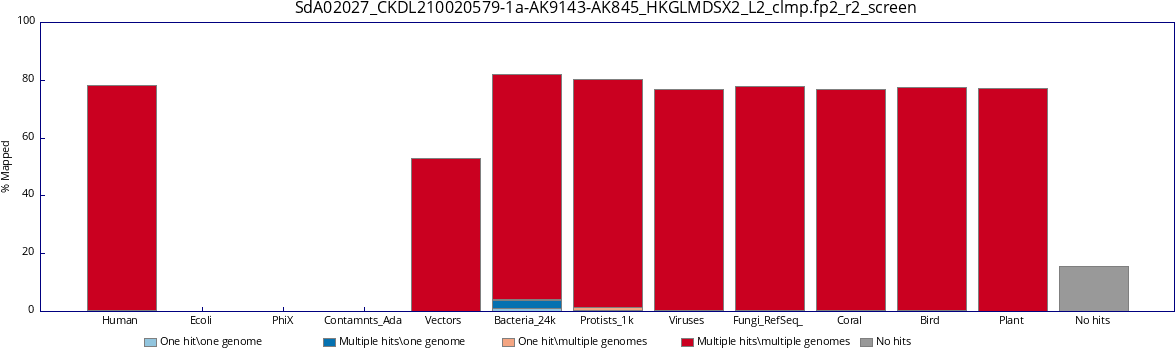 SdA02027_CKDL210020579-1a-AK9143-AK845_HKGLMDSX2_L2_clmp.fp2_r2_screen
100
80
60
40
20
0
% Mapped
Human Ecoli PhiX Contamnts_Ada Vectors Bacteria_24k Protists_1k Viruses Fungi_RefSeq_ Coral Bird Plant No hits
One hit\one genome Multiple hits\one genome One hit\multiple genomes Multiple hits\multiple genomes No hits